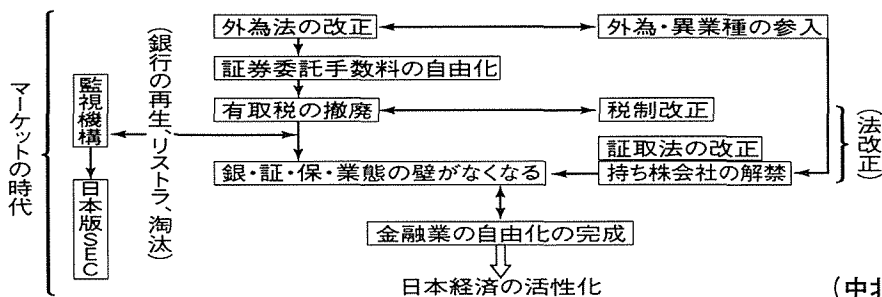 マーケットの時代
監視機構
日本版SEC
(銀行の再生、リストラ、淘汰)
外為法の改正
外為・異業種の参入
証券委託手数料の自由化
有取税の撤廃
税制改正
証取法の改正
銀・証・保・業態の壁がなくなる
持ち株会社の解禁
(法改正)
金融業の自由化の完成
日本経済の活性化
(中北